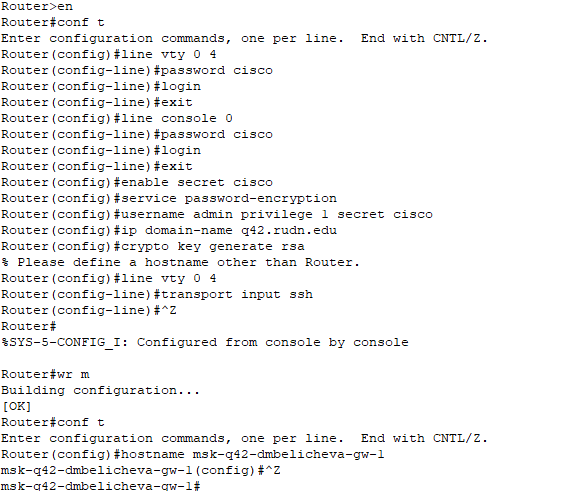 Router>en
Router#conf t
Enter configuration commands, one per line.  End with CNTL/Z.
Router(config)#line vty 0 4
Router(config-line)#password cisco
Router(config-line)#login
Router(config-line)#exit
Router(config)#line console 0
Router(config-line)#password cisco
Router(config-line)#login
Router(config-line)#exit
Router(config)#enable secret cisco
Router(config)#service password-encryption
Router(config)#username admin privilege 1 secret cisco
Router(config)#ip domain-name q42.rudn.edu
Router(config)#crypto key generate rsa
% Please define a hostname other than Router.
Router(config)#line vty 0 4
Router(config-line)#transport input ssh
Router(config-line)#^Z
Router#
%SYS-5-CONFIG_I: Configured from console by console
Router#wr m
Building configuration...
[OK]
Router#conf t
Enter configuration commands, one per line.  End with CNTL/Z.
Router(config)#hostname msk-q42-dmbelicheva-gw-1
msk-q42-dmbelicheva-gw-1(config)#^Z
msk-q42-dmbelicheva-gw-1#